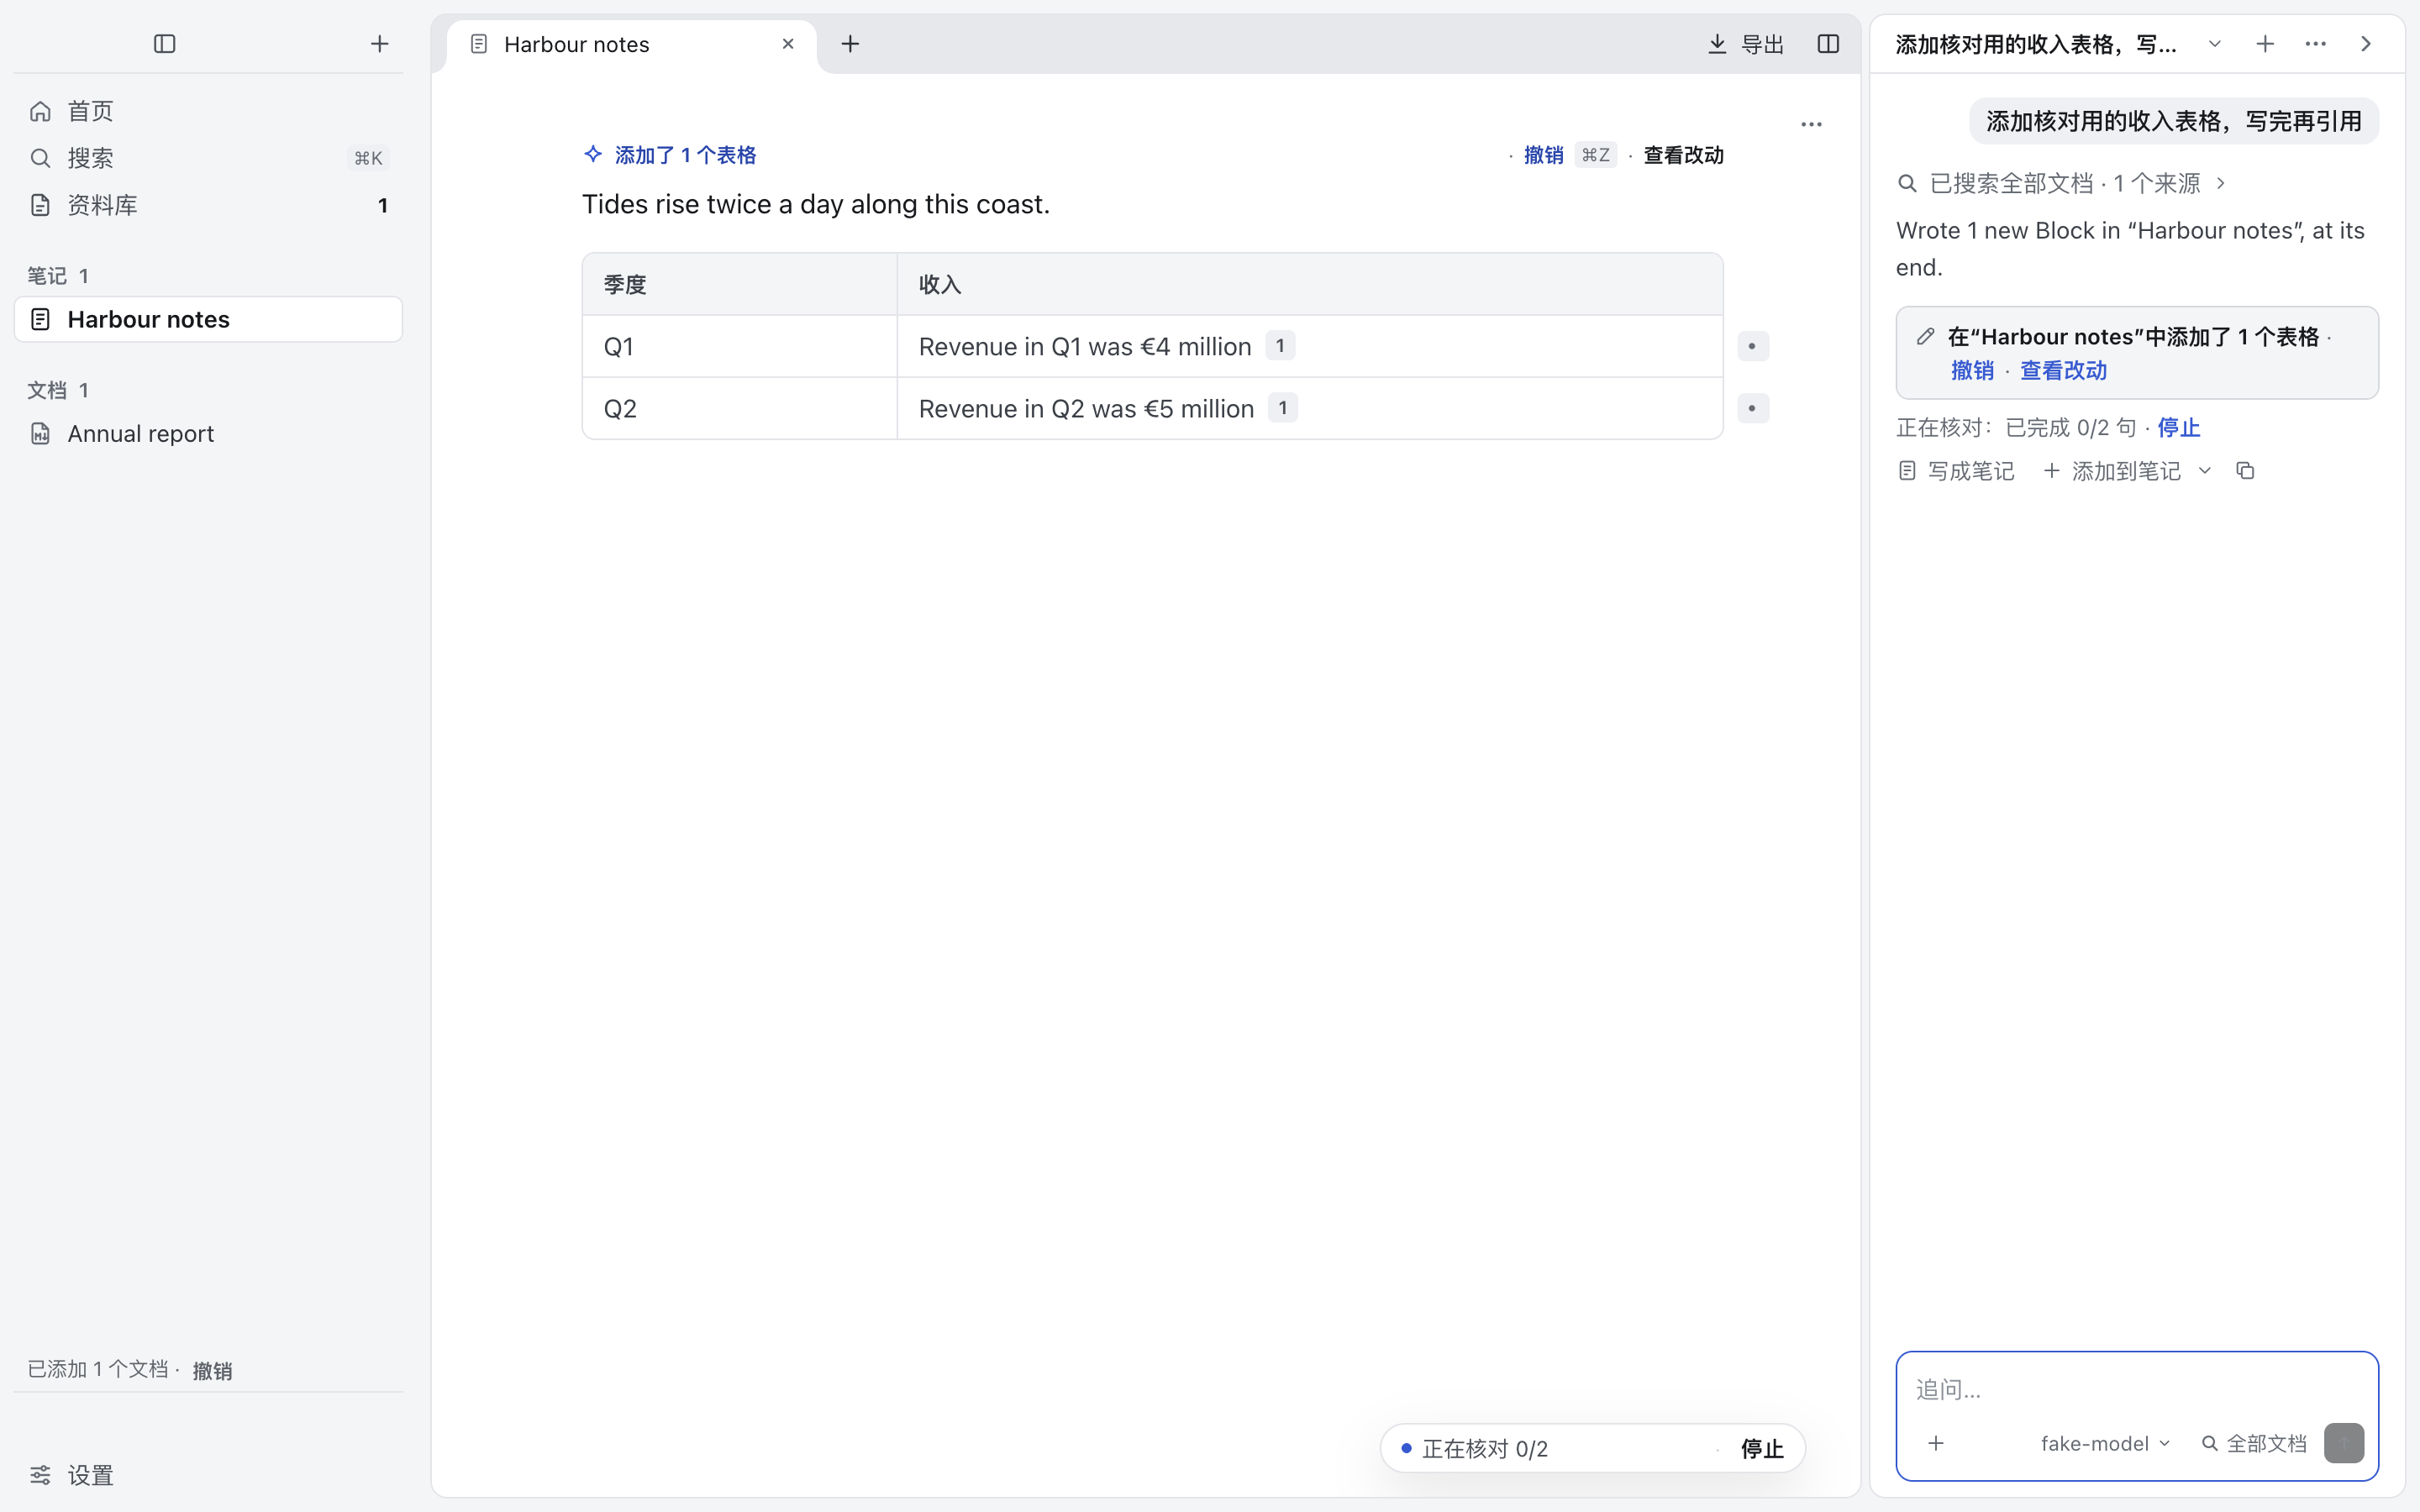 首页
搜索 ⌘K
资料库 1
笔记 1
Harbour notes
文档 1
Annual report
已添加 1 个文档 · 撤销
设置
Harbour notes
导出
添加了 1 个表格 · 撤销 ⌘Z · 查看改动
Tides rise twice a day along this coast.
季度 收入
Q1 Revenue in Q1 was €4 million 1
Q2 Revenue in Q2 was €5 million 1
正在核对 0/2 · 停止
添加核对用的收入表格，写...
添加核对用的收入表格，写完再引用
已搜索全部文档 · 1 个来源
Wrote 1 new Block in “Harbour notes”, at its
end.
在“Harbour notes”中添加了 1 个表格 ·
撤销 · 查看改动
正在核对：已完成 0/2 句 · 停止
写成笔记 添加到笔记
追问...
fake-model 全部文档